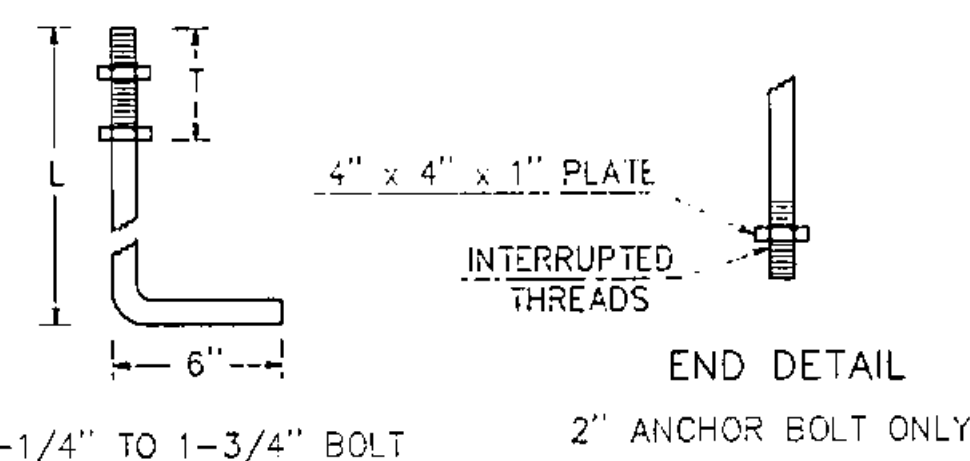 T
L
4" x 4" x 1" PLATE
INTERRUPTED
THREADS
6"
END DETAIL
-1/4" TO 1-3/4" BOLT
2" ANCHOR BOLT ONLY